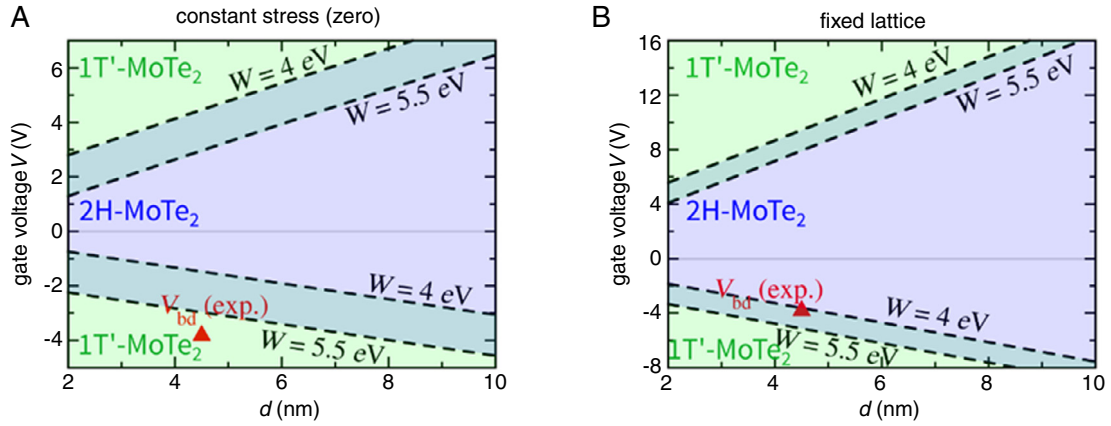 A
constant stress (zero)
1T'-MoTe2
W = 4 eV
W = 5.5 eV
2H-MoTe2
W = 4 eV
Vbd (exp.)
W = 5.5 eV
1T'-MoTe2
gate voltage V (V)
6
4
2
0
-2
-4
2 4 6 8 10
d (nm)
B
fixed lattice
1T'-MoTe2
W = 4 eV
W = 5.5 eV
2H-MoTe2
Vbd (exp.)
W = 4 eV
1T'-MoTe2
W = 5.5 eV
gate voltage V (V)
16
12
8
4
0
-4
-8
2 4 6 8 10
d (nm)